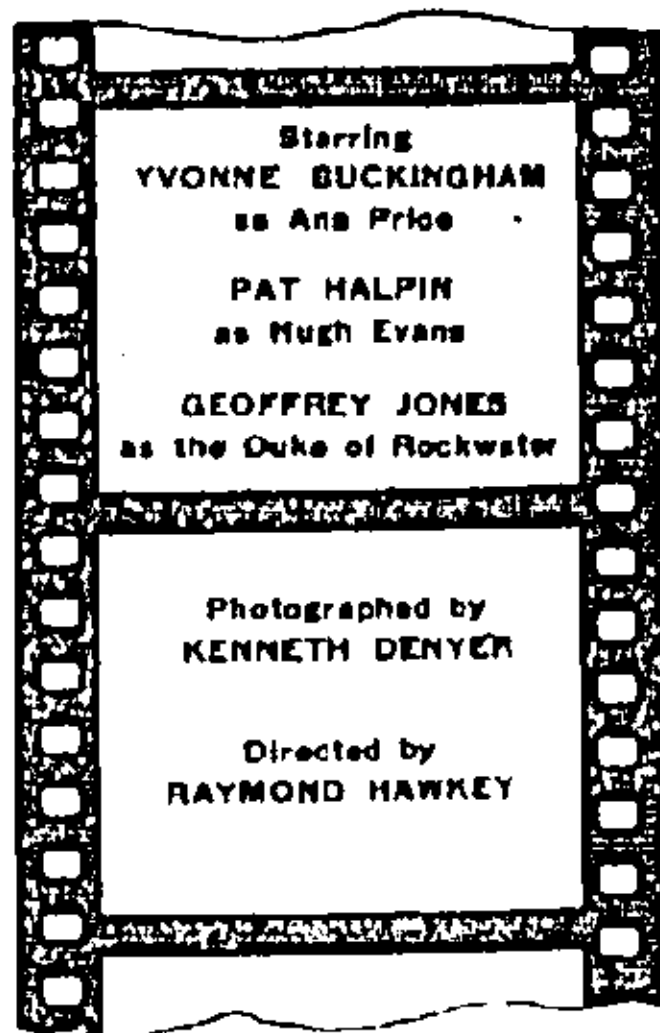 Starring
YVONNE BUCKINGHAM
as Ana Price
PAT HALPIN
as Hugh Evans
GEOFFREY JONES
as the Duke of Rockwater
Photographed by
KENNETH DENYER
Directed by
RAYMOND HAWKEY